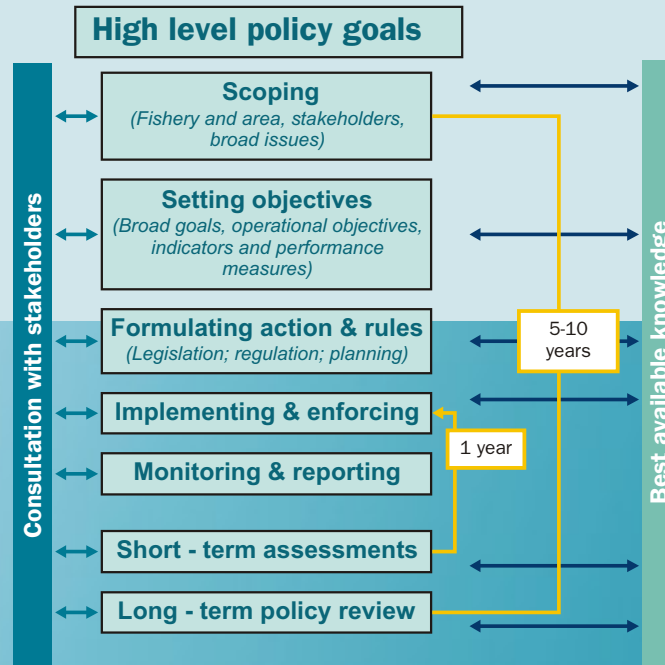 High level policy goals
Consultation with stakeholders
Scoping
(Fishery and area, stakeholders,
broad issues)
Setting objectives
(Broad goals, operational objectives,
indicators and performance
measures)
Formulating action & rules
(Legislation; regulation; planning)
5-10
years
Implementing & enforcing
1 year
Monitoring & reporting
Short - term assessments
Long - term policy review
Best available knowledge